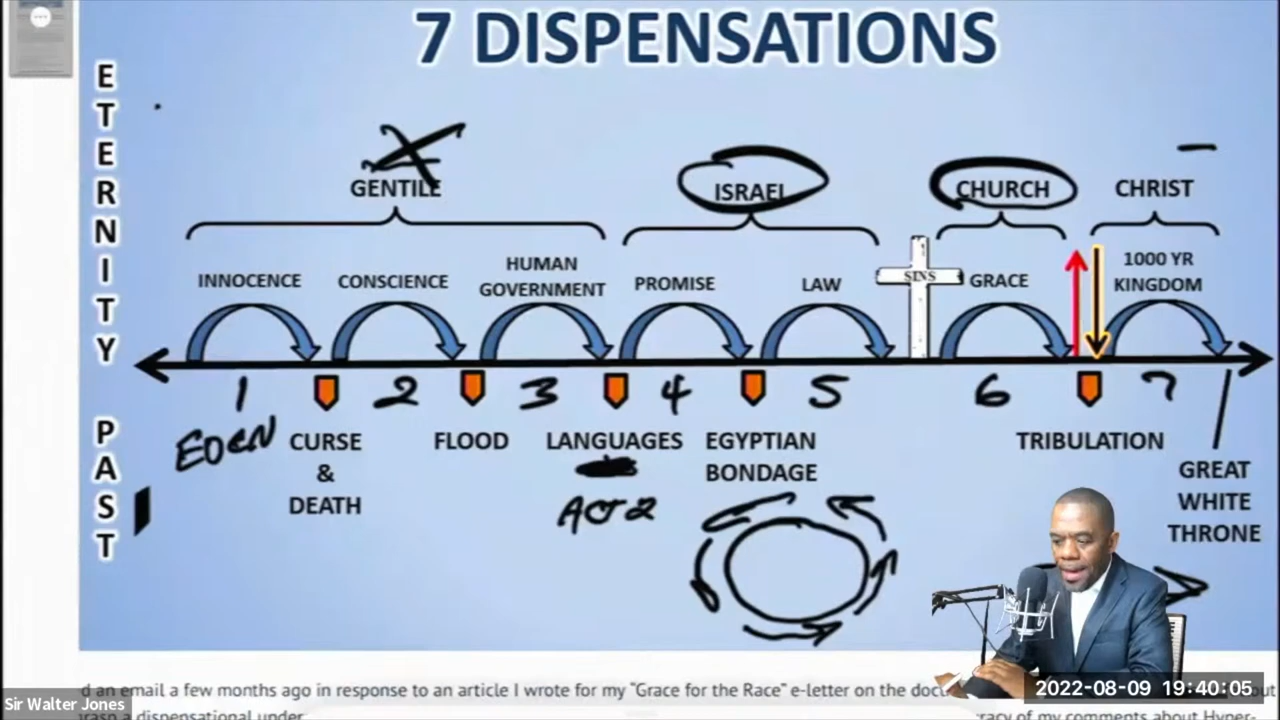 7 DISPENSATIONS
ETERNITY PAST
GENTILE
ISRAEL
CHURCH
CHRIST
INNOCENCE
CONSCIENCE
HUMAN
GOVERNMENT
PROMISE
LAW
SINS
GRACE
1000 YR
KINGDOM
1
2
3
4
5
6
7
EDEN
CURSE
&
DEATH
FLOOD
LANGUAGES
ACT 2
EGYPTIAN
BONDAGE
TRIBULATION
GREAT
WHITE
THRONE
2022-08-09 19:40:05
d an email a few months ago in response to an article I wrote for my "Grace for the Race" e-letter on the
a dispensational under
of my comments about Hyper-
Sir Walter Jones